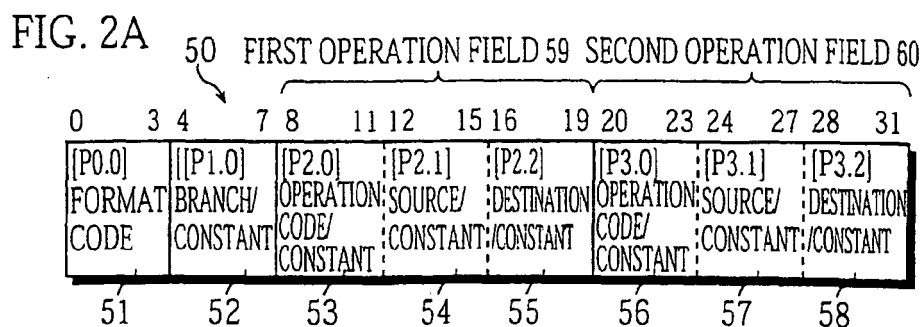 FIG. 2A
50 FIRST OPERATION FIELD 59 SECOND OPERATION FIELD 60
0 3 4 7 8 11 12 15 16 19 20 23 24 27 28 31
[P0.0] [[P1.0] [P2.0] [P2.1] [P2.2] [P3.0] [P3.1] [P3.2]
FORMAT BRANCH/ OPERATION SOURCE/ DESTINATION OPERATION SOURCE/ DESTINATION
CODE CONSTANT CODE/ CONSTANT /CONSTANT CODE/ CONSTANT /CONSTANT
CONSTANT CONSTANT
51 52 53 54 55 56 57 58